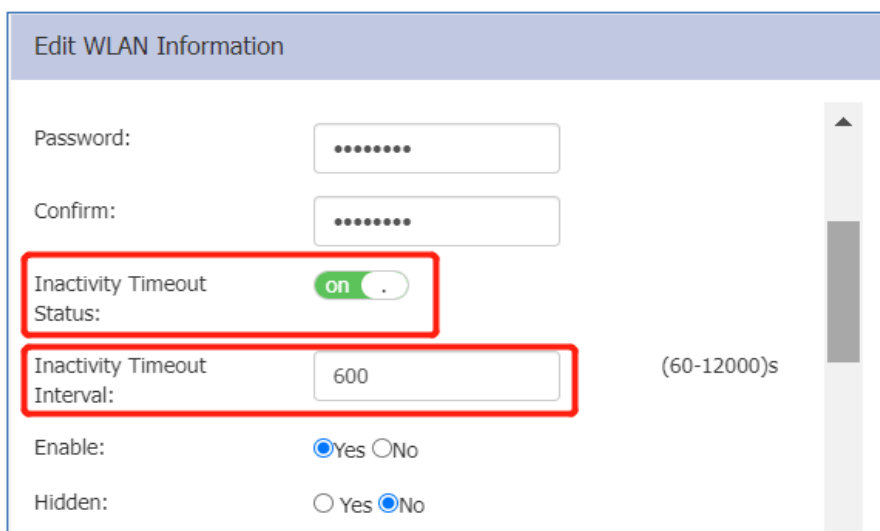 Edit WLAN Information
Password: ••••••••
Confirm: ••••••••
Inactivity Timeout
Status: on .
Inactivity Timeout
Interval: 600 (60-12000)s
Enable: Yes No
Hidden: Yes No